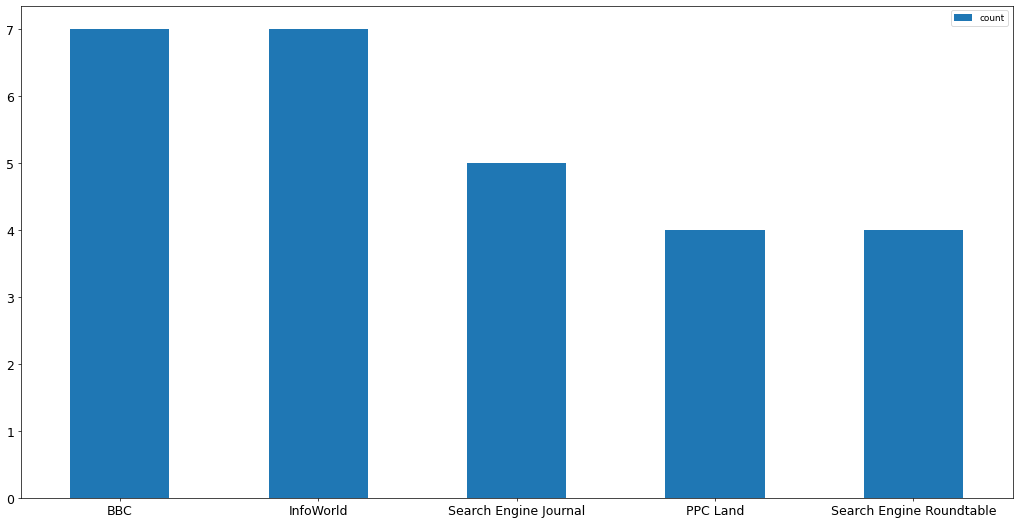 count
7
6
5
4
3
2
1
0
BBC
InfoWorld
Search Engine Journal
PPC Land
Search Engine Roundtable